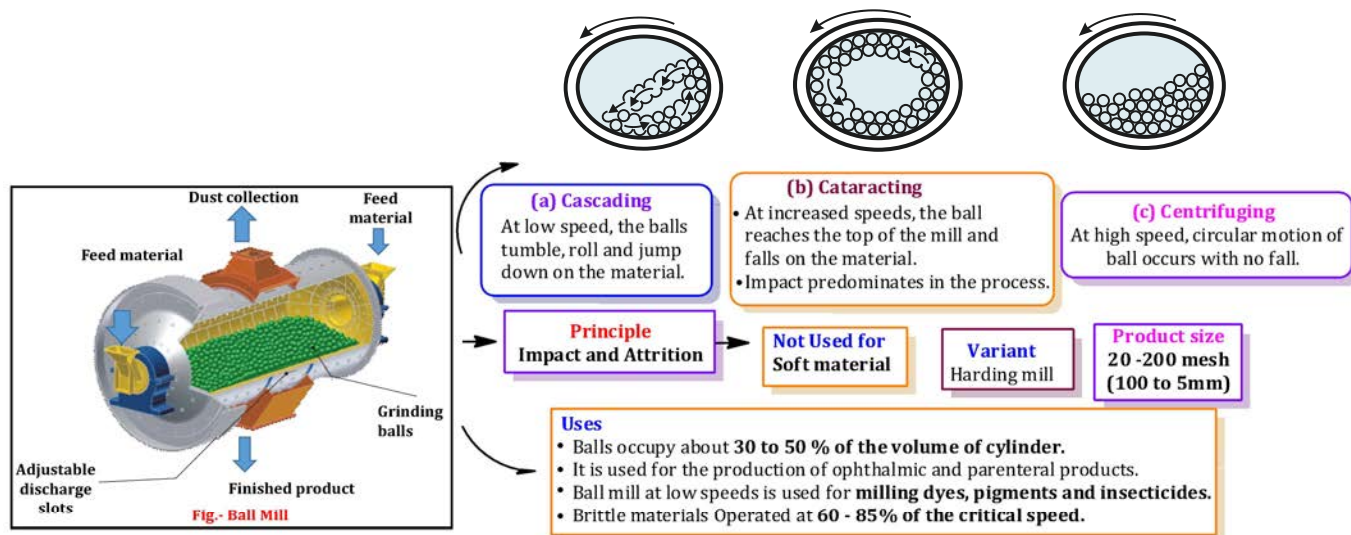 Dust collection
Feed
material
Feed material
Grinding
balls
Adjustable
discharge
slots
Finished product
Fig.- Ball Mill
(a) Cascading
At low speed, the balls
tumble, roll and jump
down on the material.
(b) Cataracting
• At increased speeds, the ball
reaches the top of the mill and
falls on the material.
• Impact predominates in the process.
(c) Centrifuging
At high speed, circular motion of
ball occurs with no fall.
Principle
Impact and Attrition
Not Used for
Soft material
Variant
Harding mill
Product size
20 -200 mesh
(100 to 5mm)
Uses
• Balls occupy about 30 to 50 % of the volume of cylinder.
• It is used for the production of ophthalmic and parenteral products.
• Ball mill at low speeds is used for milling dyes, pigments and insecticides.
• Brittle materials Operated at 60 - 85% of the critical speed.